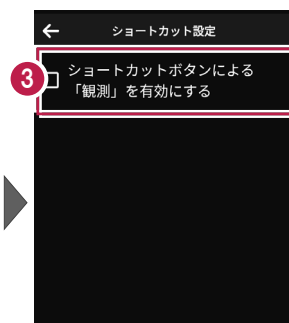 ショートカット設定
3
ショートカットボタンによる
「観測」を有効にする